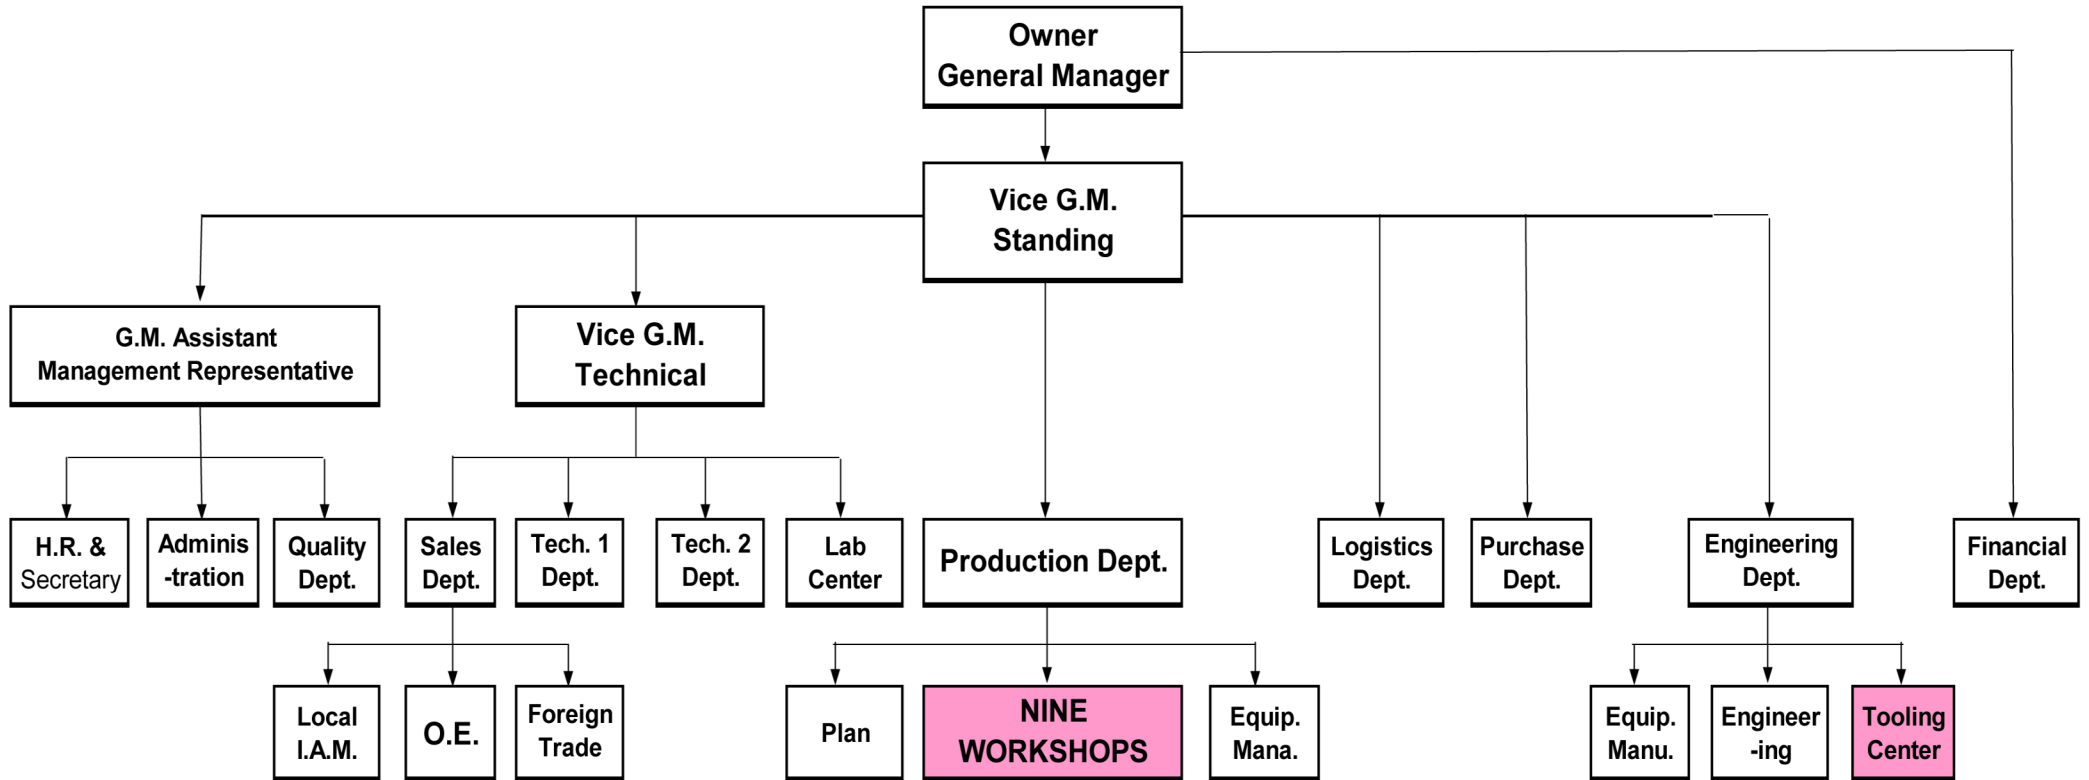 Owner
General Manager
Vice G.M.
Standing
G.M. Assistant
Management Representative
Vice G.M.
Technical
H.R. &
Secretary
Adminis
-tration
Quality
Dept.
Sales
Dept.
Tech. 1
Dept.
Tech. 2
Dept.
Lab
Center
Production Dept.
Logistics
Dept.
Purchase
Dept.
Engineering
Dept.
Financial
Dept.
Local
I.A.M.
O.E.
Foreign
Trade
Plan
NINE
WORKSHOPS
Equip.
Mana.
Equip.
Manu.
Engineer
-ing
Tooling
Center